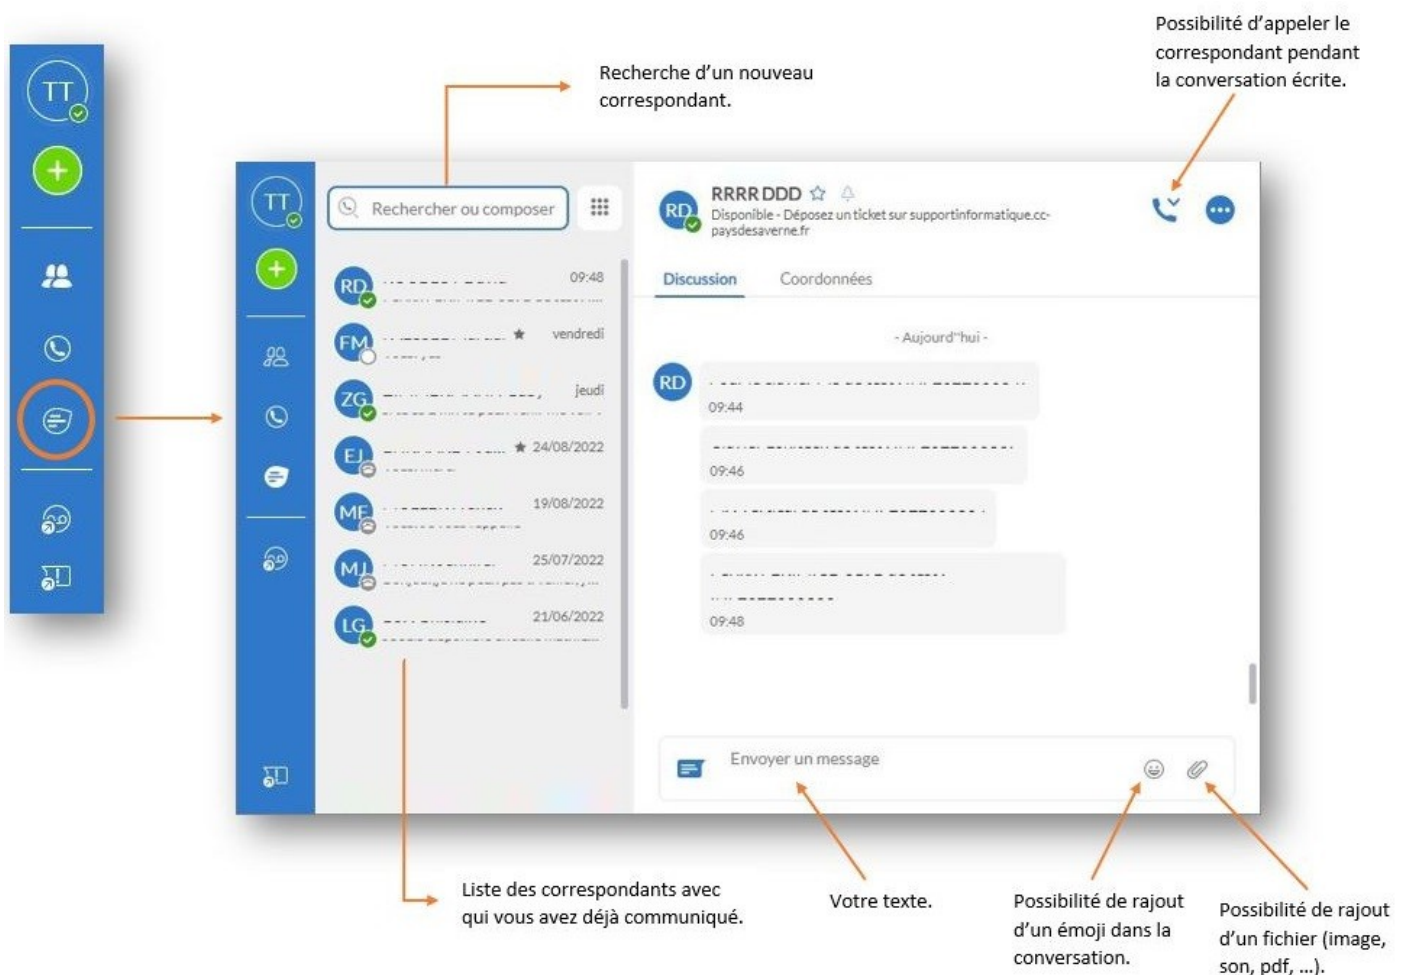 Possibilité d'appeler le
correspondant pendant
la conversation écrite.
Recherche d'un nouveau
correspondant.
TT
TT
Rechercher ou composer
RD
RRRR DDD
Disponible - Déposez un ticket sur supportinformatique.cc-
paysdesaverne.fr
Discussion Coordonnées
RD 09:48
FM vendredi
ZG jeudi
EJ 24/08/2022
ME 19/08/2022
MJ 25/07/2022
LG 21/06/2022
- Aujourd''hui -
RD
09:44
09:46
09:46
09:48
Envoyer un message
Liste des correspondants avec
qui vous avez déjà communiqué.
Votre texte.
Possibilité de rajout
d'un émoji dans la
conversation.
Possibilité de rajout
d'un fichier (image,
son, pdf, ...).